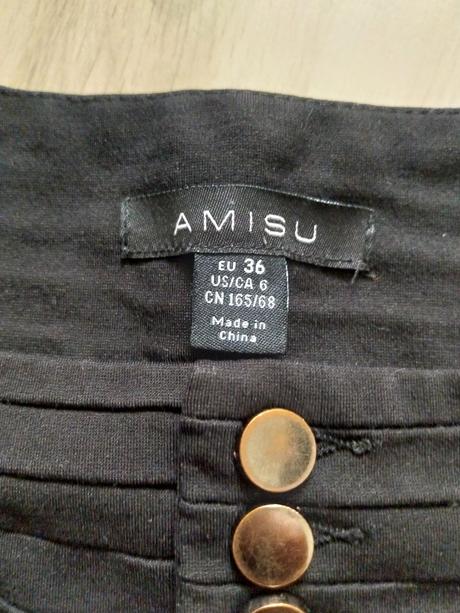 AMISU
EU 36
US/CA 6
CN 165/68
Made in
China